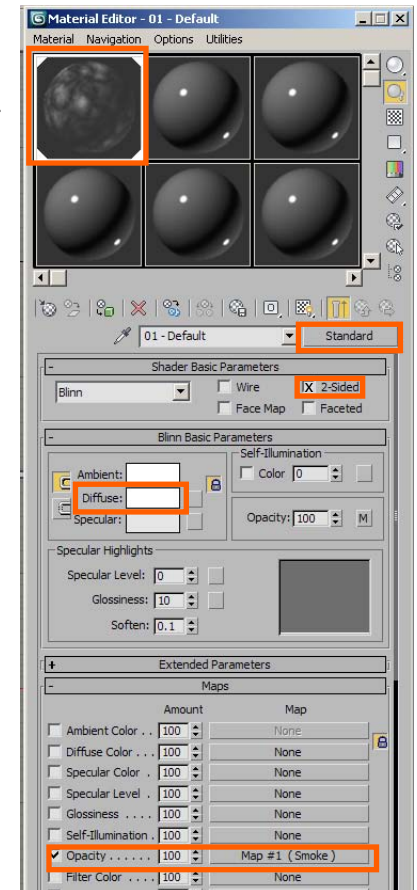 Material Editor - 01 - Default
Material Navigation Options Utilities
01 - Default Standard
- Shader Basic Parameters
Blinn Wire X 2-Sided
Face Map Faceted
- Blinn Basic Parameters
Self-Illumination
Ambient: Color 0
Diffuse:
Specular: Opacity: 100 M
Specular Highlights
Specular Level: 0
Glossiness: 10
Soften: 0.1
+ Extended Parameters
- Maps
Amount Map
Ambient Color . . 100 None
Diffuse Color . . . 100 None
Specular Color . 100 None
Specular Level . 100 None
Glossiness . . . . 100 None
Self-Illumination . 100 None
Opacity . . . . . . 100 Map #1 ( Smoke )
Filter Color . . . . 100 None